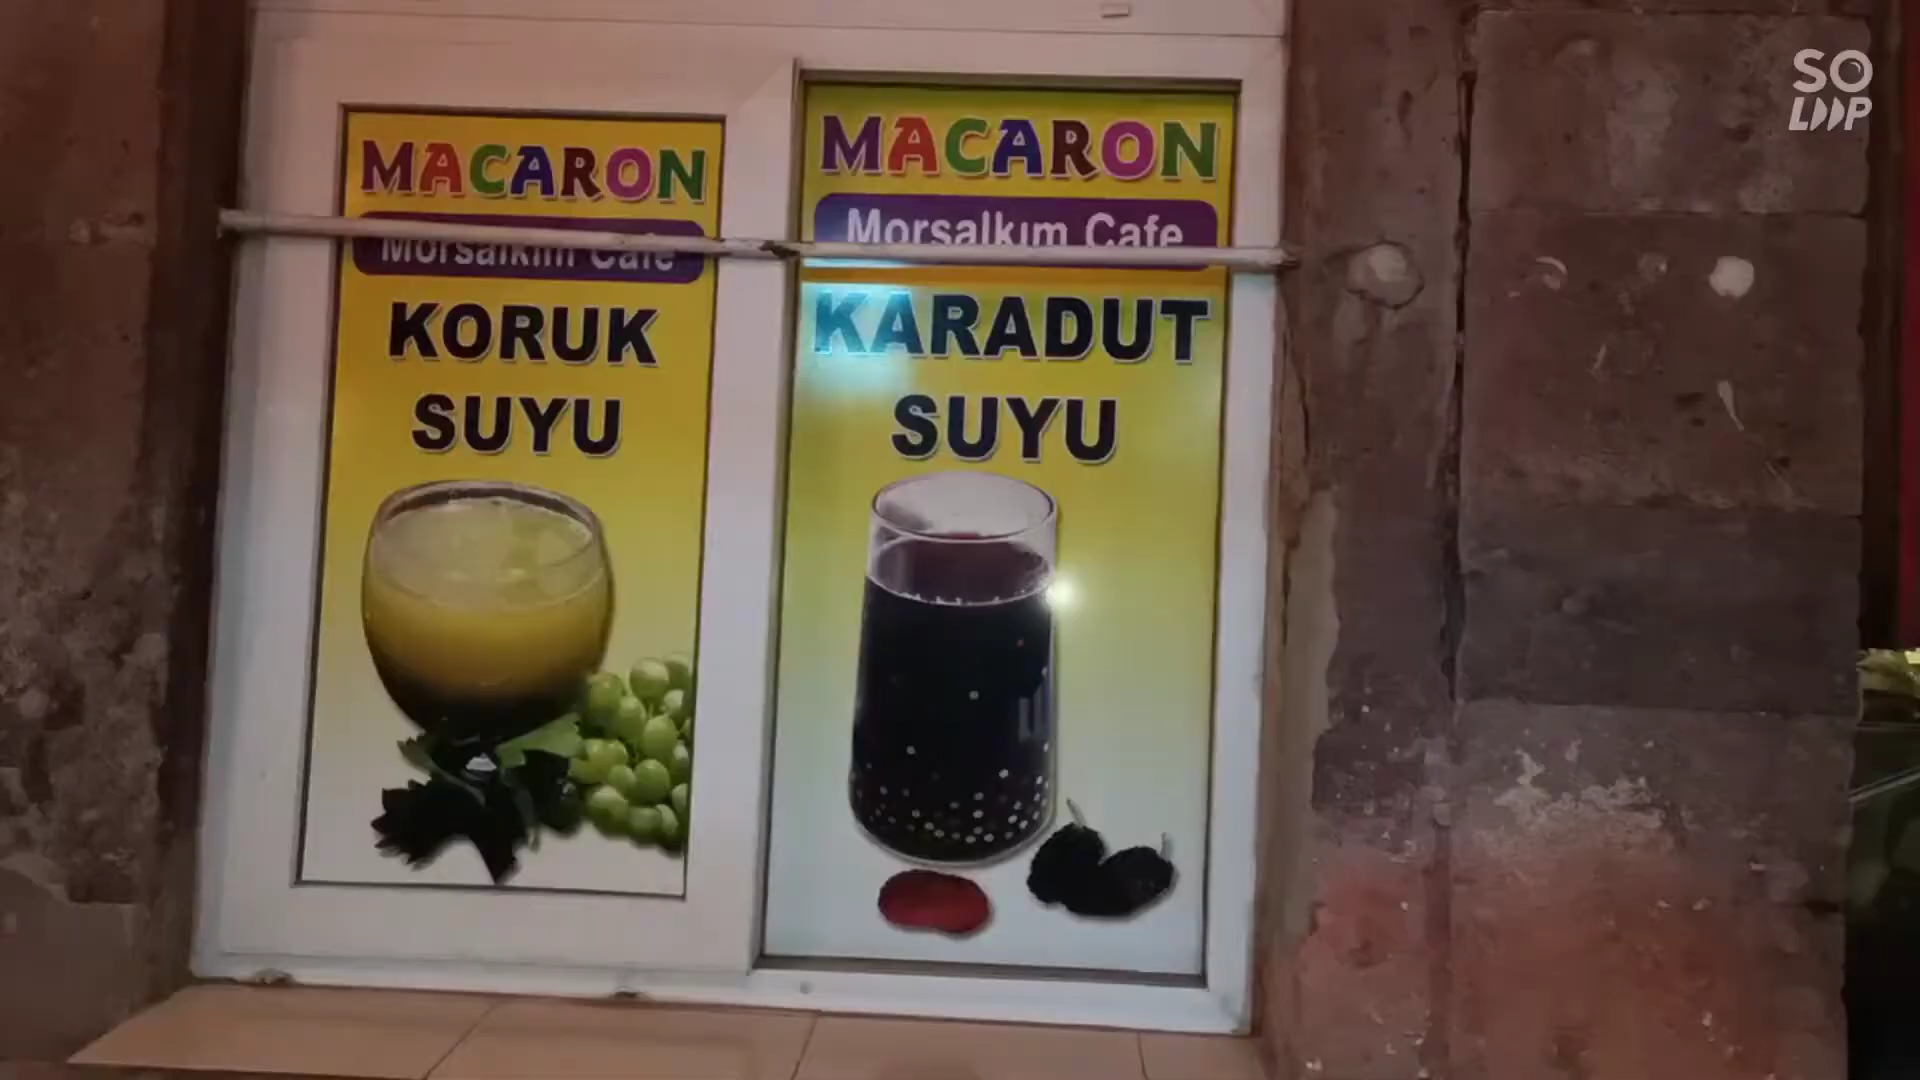 MACARON
Morsalkım Cafe
KORUK
SUYU
MACARON
Morsalkım Cafe
KARADUT
SUYU
SO
LOOP